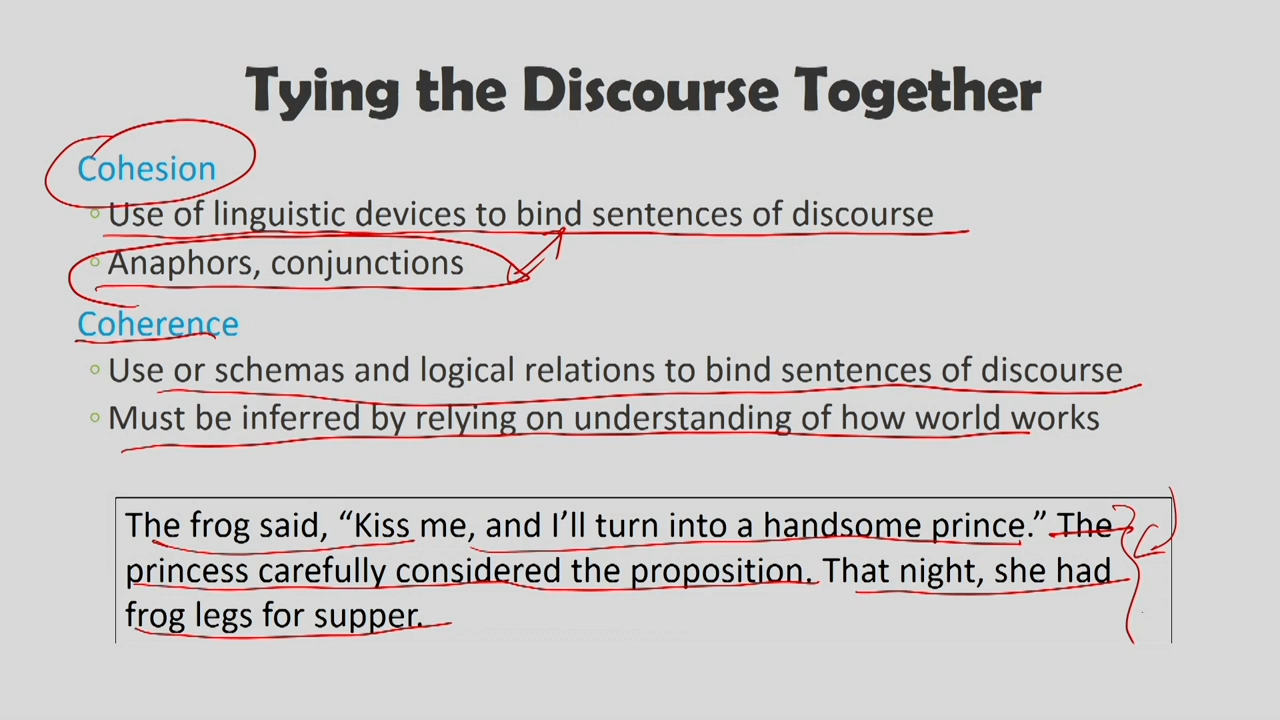 Tying the Discourse Together
Cohesion
◦ Use of linguistic devices to bind sentences of discourse
◦ Anaphors, conjunctions
Coherence
◦ Use or schemas and logical relations to bind sentences of discourse
◦ Must be inferred by relying on understanding of how world works
The frog said, “Kiss me, and I’ll turn into a handsome prince.” The
princess carefully considered the proposition. That night, she had
frog legs for supper.